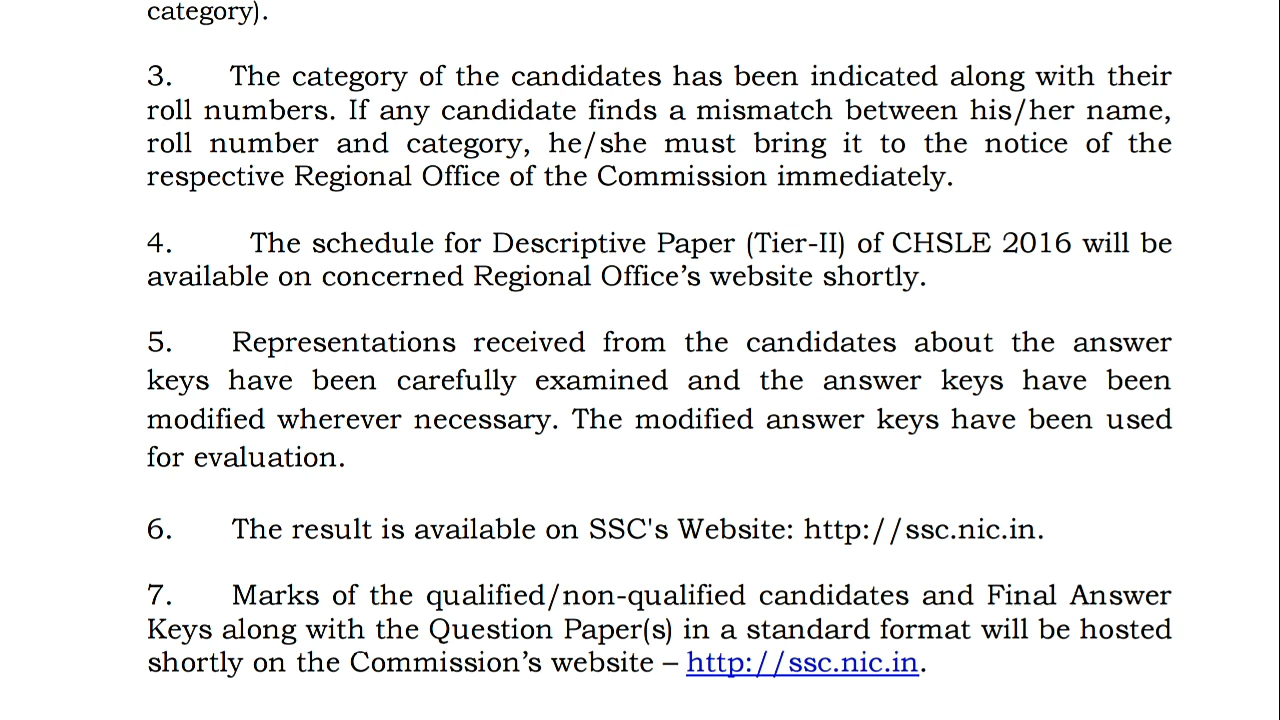 category).
3. The category of the candidates has been indicated along with their
roll numbers. If any candidate finds a mismatch between his/her name,
roll number and category, he/she must bring it to the notice of the
respective Regional Office of the Commission immediately.
4. The schedule for Descriptive Paper (Tier-II) of CHSLE 2016 will be
available on concerned Regional Office’s website shortly.
5. Representations received from the candidates about the answer
keys have been carefully examined and the answer keys have been
modified wherever necessary. The modified answer keys have been used
for evaluation.
6. The result is available on SSC's Website: http://ssc.nic.in.
7. Marks of the qualified/non-qualified candidates and Final Answer
Keys along with the Question Paper(s) in a standard format will be hosted
shortly on the Commission’s website – http://ssc.nic.in.